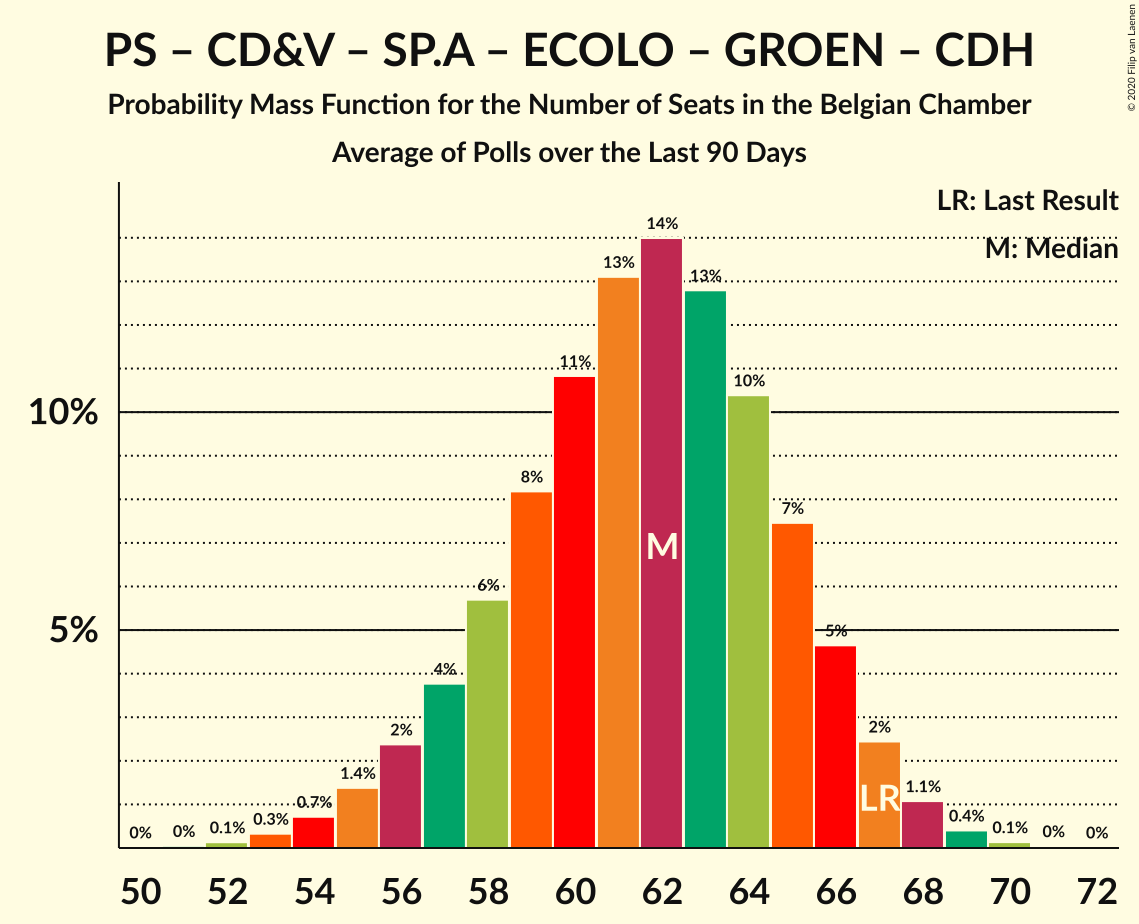 PS – CD&V – SP.A – ECOLO – GROEN – CDH
Probability Mass Function for the Number of Seats in the Belgian Chamber
Average of Polls over the Last 90 Days
© 2020 Filip van Laenen
LR: Last Result
M: Median
10%
5%
0%
0%
0.1%
0.3%
0.7%
1.4%
2%
4%
6%
8%
11%
13%
14%
13%
10%
7%
5%
2%
1.1%
0.4%
0.1%
0%
0%
M
LR
50 52 54 56 58 60 62 64 66 68 70 72